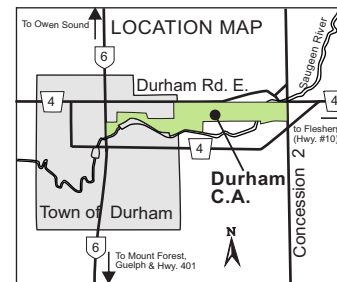 To Owen Sound
LOCATION MAP
Saugeen River
6
Durham Rd. E.
4
4
to Flesher
(Hwy. #10)
4
Durham
C.A.
Town of Durham
Concession 2
6
N
To Mount Forest,
Guelph & Hwy. 401